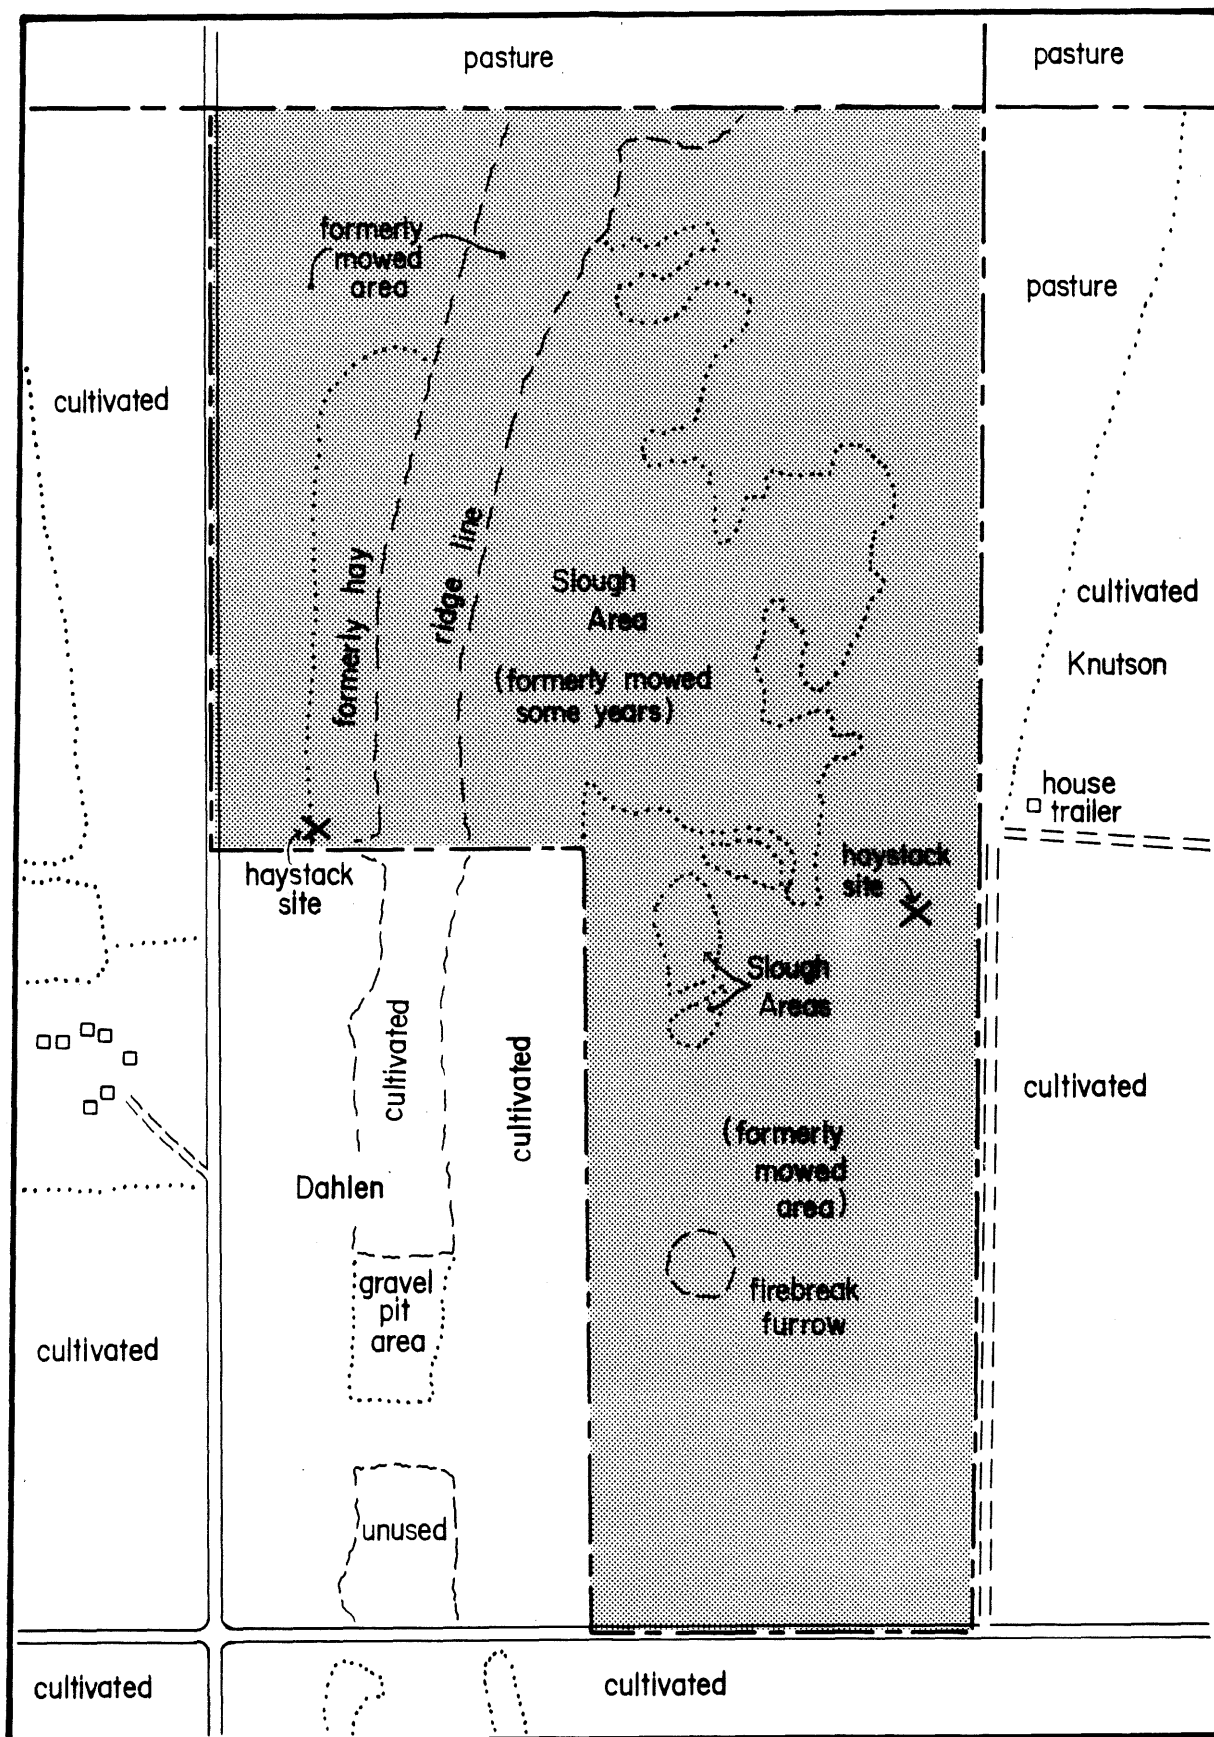 pasture
pasture
formerly
mowed
area
pasture
cultivated
formerly hay
ridge line
Slough
Area
(formerly mowed
some years)
cultivated
Knutson
house
trailer
haystack
site
haystack
site
Slough
Areas
cultivated
cultivated
cultivated
(formerly
mowed
area)
Dahlen
gravel
pit
area
firebreak
furrow
cultivated
unused
cultivated
cultivated